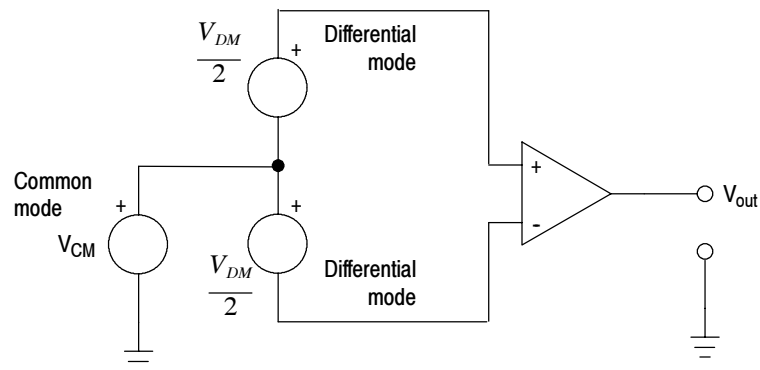 V_DM
2
+
Differential
mode
Common
mode
+
V_CM
+
V_DM
2
Differential
mode
+
-
V_out